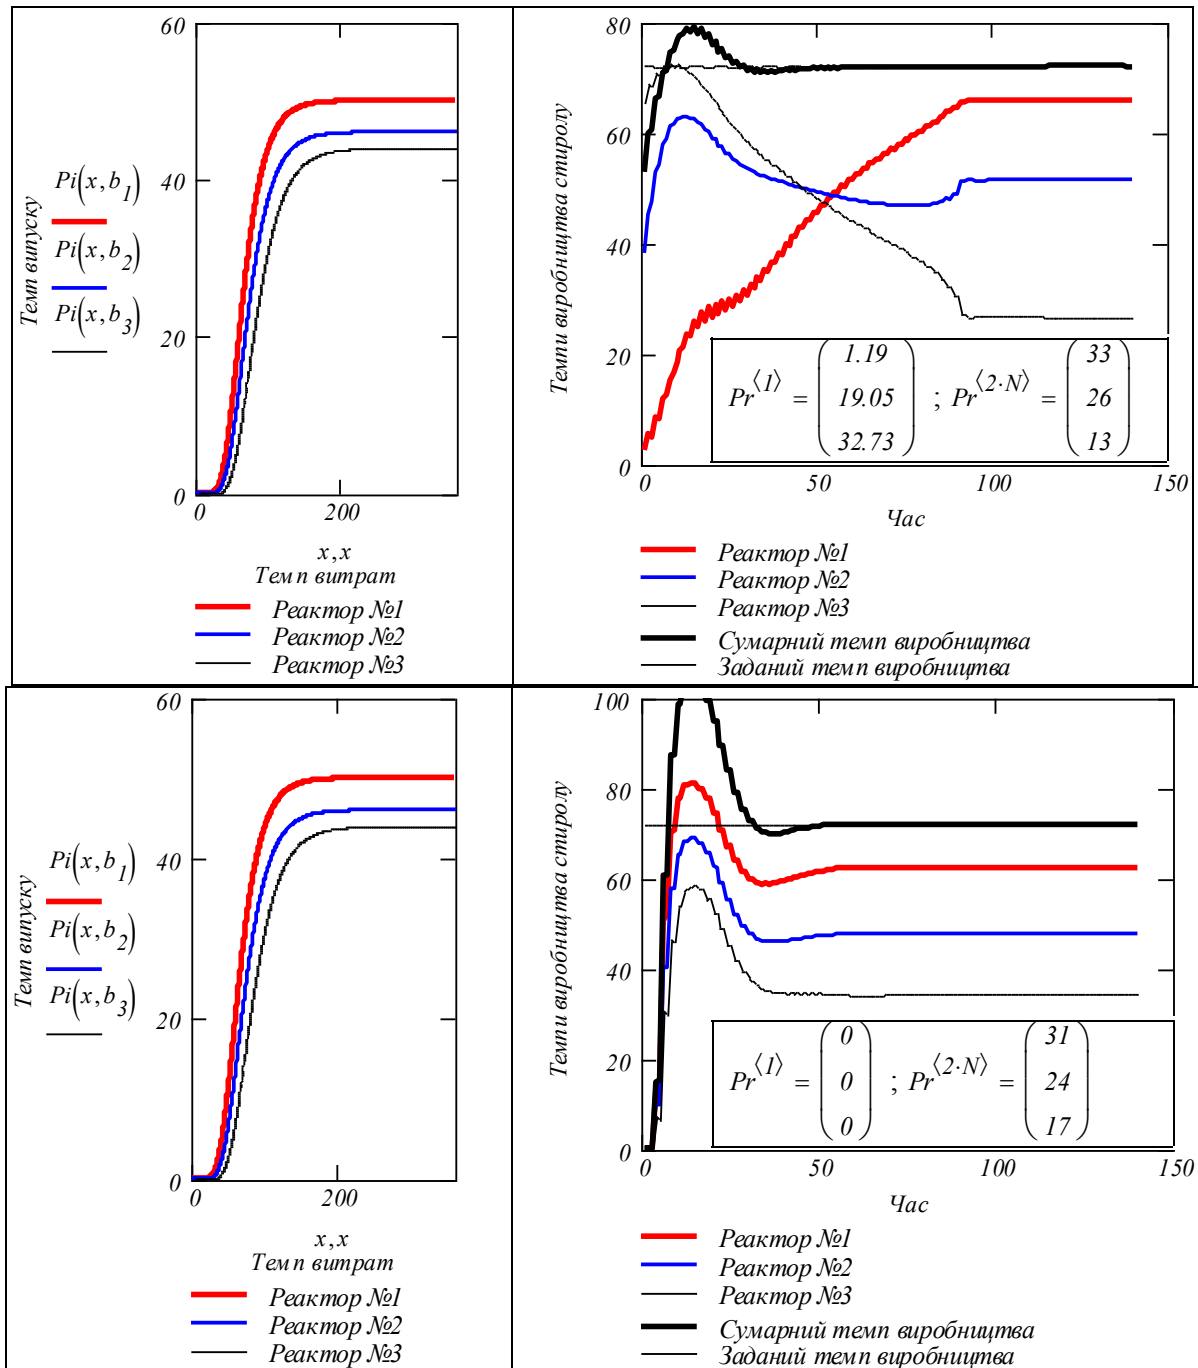 60
40
20
0
0
200
Темп випуску
Pi(x,b₁)
Pi(x,b₂)
Pi(x,b₃)
x,x
Темп витрат
Реактор №1
Реактор №2
Реактор №3
80
60
40
20
0
0
50
100
150
Темпи виробництва стиролу
Pr⟨1⟩ = (1.19 19.05 32.73) ; Pr⟨2·N⟩ = (33 26 13)
Час
Реактор №1
Реактор №2
Реактор №3
Сумарний темп виробництва
Заданий темп виробництва
60
40
20
0
0
200
Темп випуску
Pi(x,b₁)
Pi(x,b₂)
Pi(x,b₃)
x,x
Темп витрат
Реактор №1
Реактор №2
Реактор №3
100
80
60
40
20
0
0
50
100
150
Темпи виробництва стиролу
Pr⟨1⟩ = (0 0 0) ; Pr⟨2·N⟩ = (31 24 17)
Час
Реактор №1
Реактор №2
Реактор №3
Сумарний темп виробництва
Заданий темп виробництва